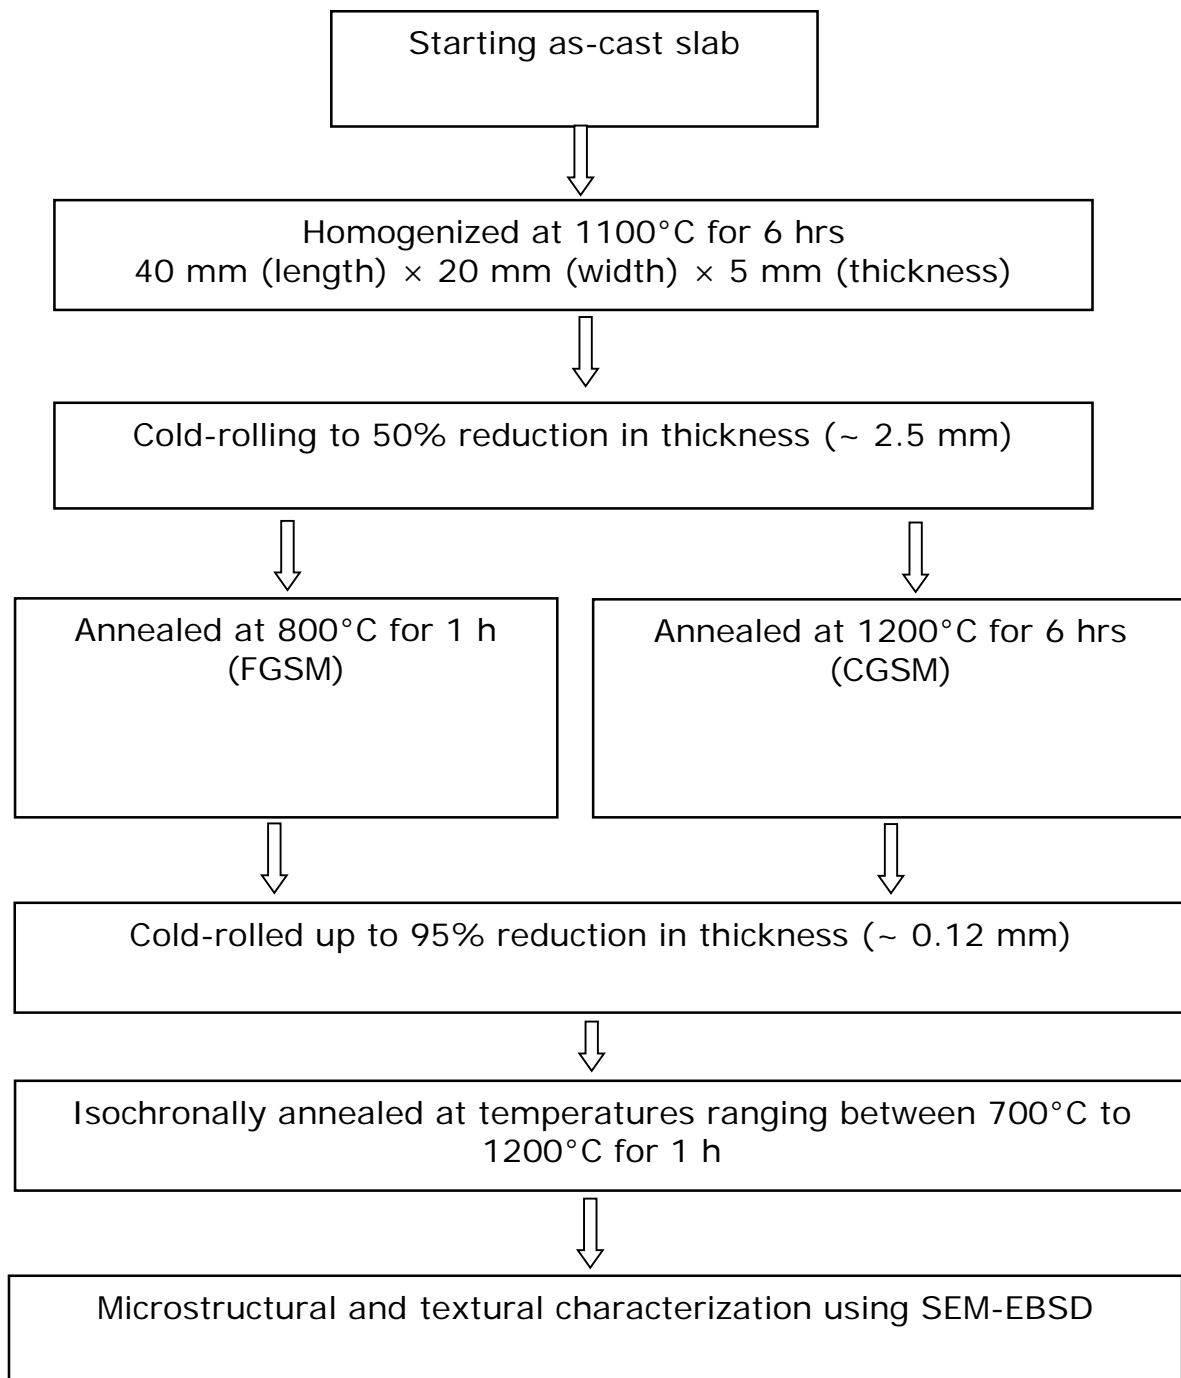 Starting as-cast slab
Homogenized at 1100°C for 6 hrs
40 mm (length) × 20 mm (width) × 5 mm (thickness)
Cold-rolling to 50% reduction in thickness (~ 2.5 mm)
Annealed at 800°C for 1 h
(FGSM)
Annealed at 1200°C for 6 hrs
(CGSM)
Cold-rolled up to 95% reduction in thickness (~ 0.12 mm)
Isochronally annealed at temperatures ranging between 700°C to
1200°C for 1 h
Microstructural and textural characterization using SEM-EBSD